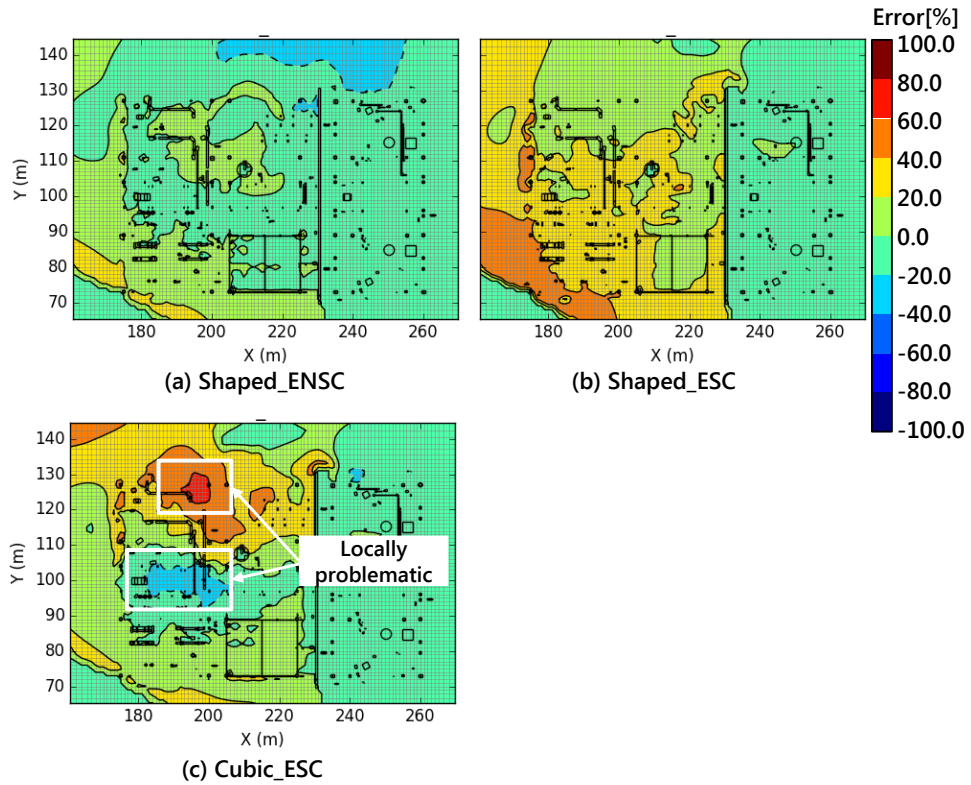 Error[%]
100.0
80.0
60.0
40.0
20.0
0.0
-20.0
-40.0
-60.0
-80.0
-100.0
140
130
120
110
100
90
80
70
Y (m)
180 200 220 240 260
X (m)
(a) Shaped_ENSC
140
130
120
110
100
90
80
70
Y (m)
180 200 220 240 260
X (m)
(b) Shaped_ESC
140
130
120
110
100
90
80
70
Y (m)
Locally
problematic
180 200 220 240 260
X (m)
(c) Cubic_ESC